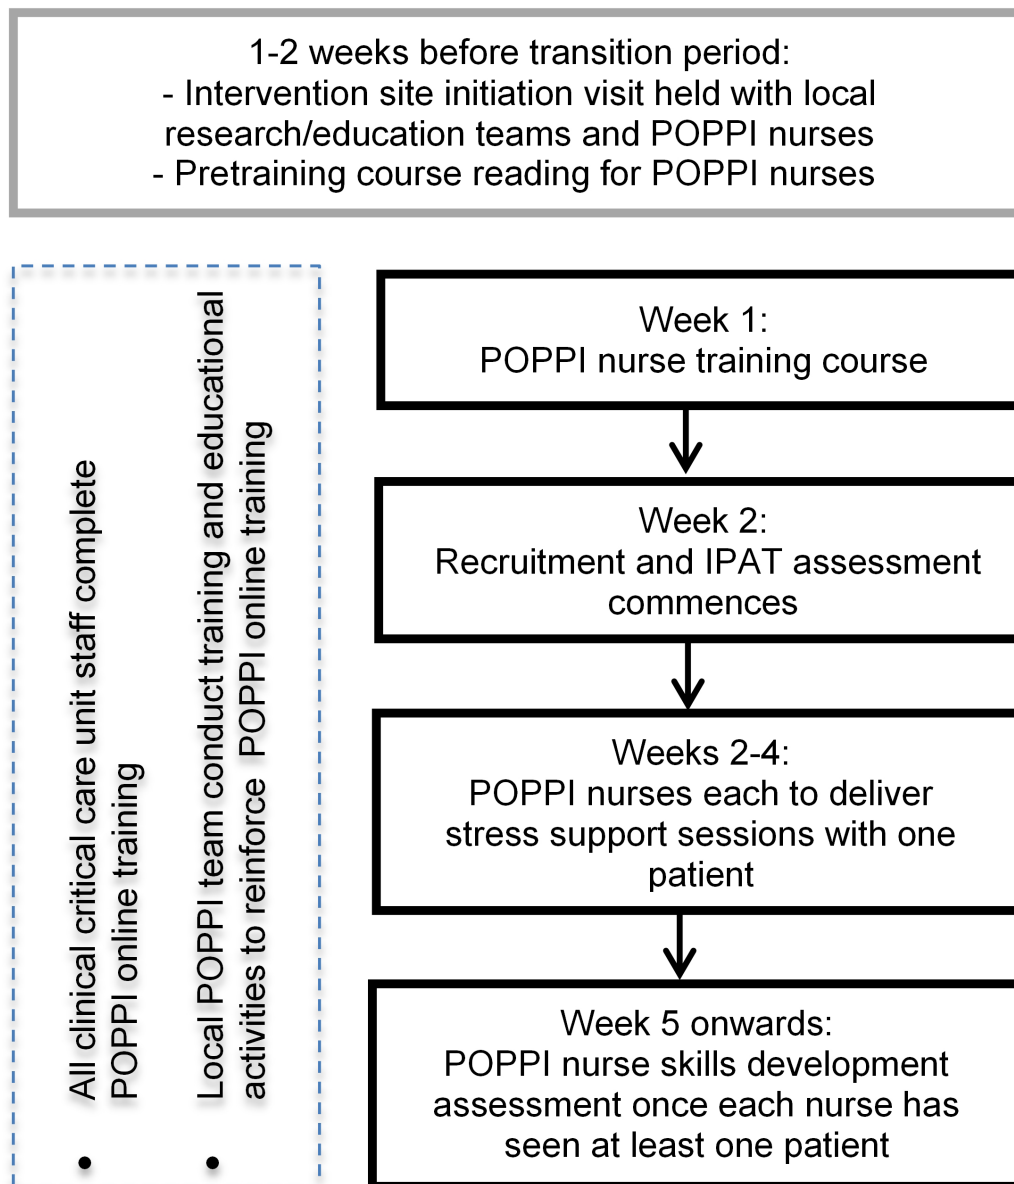 1-2 weeks before transition period:
- Intervention site initiation visit held with local
research/education teams and POPPI nurses
- Pretraining course reading for POPPI nurses
• All clinical critical care unit staff complete
POPPI online training
• Local POPPI team conduct training and educational
activities to reinforce POPPI online training
Week 1:
POPPI nurse training course
Week 2:
Recruitment and IPAT assessment
commences
Weeks 2-4:
POPPI nurses each to deliver
stress support sessions with one
patient
Week 5 onwards:
POPPI nurse skills development
assessment once each nurse has
seen at least one patient